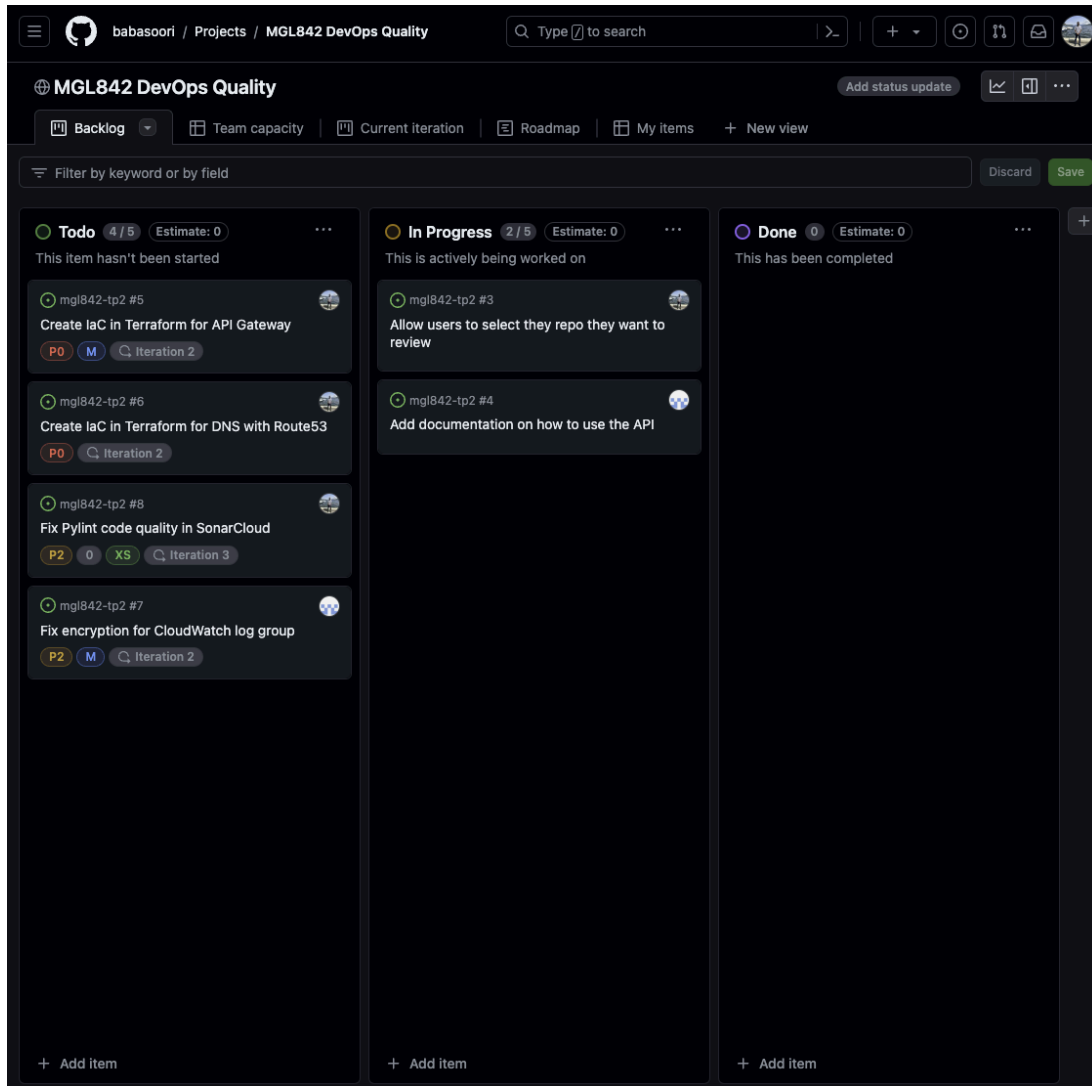 babasoori / Projects / MGL842 DevOps Quality
Type / to search
MGL842 DevOps Quality
Add status update
Backlog
Team capacity
Current iteration
Roadmap
My items
+ New view
Filter by keyword or by field
Discard
Save
Todo 4 / 5 Estimate: 0
This item hasn't been started
mgl842-tp2 #5
Create IaC in Terraform for API Gateway
P0 M Iteration 2
mgl842-tp2 #6
Create IaC in Terraform for DNS with Route53
P0 Iteration 2
mgl842-tp2 #8
Fix Pylint code quality in SonarCloud
P2 0 XS Iteration 3
mgl842-tp2 #7
Fix encryption for CloudWatch log group
P2 M Iteration 2
+ Add item
In Progress 2 / 5 Estimate: 0
This is actively being worked on
mgl842-tp2 #3
Allow users to select they repo they want to
review
mgl842-tp2 #4
Add documentation on how to use the API
+ Add item
Done 0 Estimate: 0
This has been completed
+ Add item